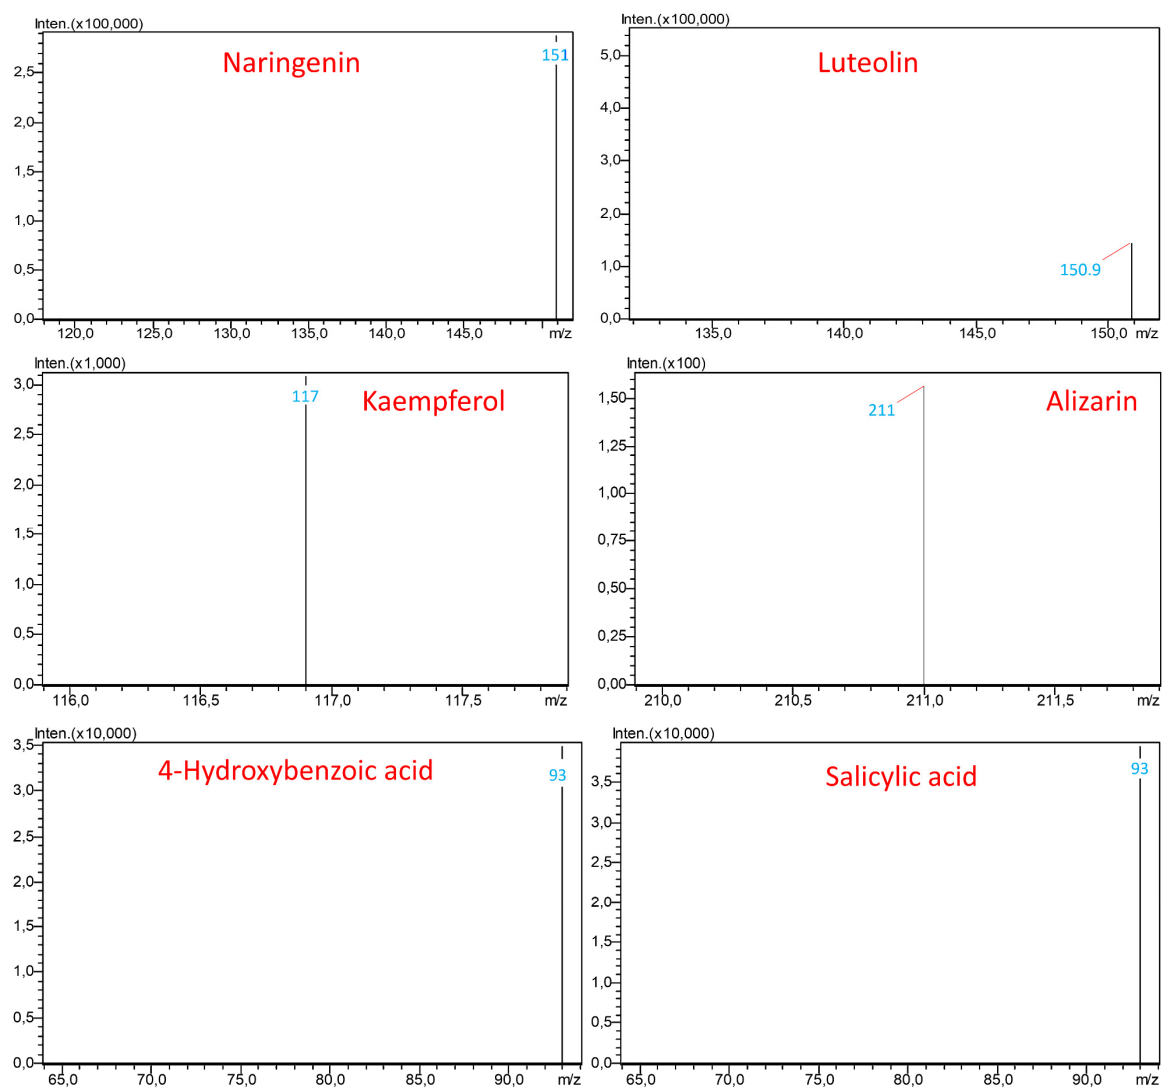 Inten.(x100,000)
Naringenin
151
2,5
2,0
1,5
1,0
0,5
0,0
120,0 125,0 130,0 135,0 140,0 145,0 m/z
Inten.(x100,000)
Luteolin
5,0
4,0
3,0
2,0
1,0
0,0
150.9
135,0 140,0 145,0 150,0 m/z
Inten.(x1,000)
Kaempferol
117
3,0
2,5
2,0
1,5
1,0
0,5
0,0
116,0 116,5 117,0 117,5 m/z
Inten.(x100)
Alizarin
211
1,50
1,25
1,00
0,75
0,50
0,25
0,00
210,0 210,5 211,0 211,5 m/z
Inten.(x10,000)
4-Hydroxybenzoic acid
93
3,5
3,0
2,5
2,0
1,5
1,0
0,5
0,0
65,0 70,0 75,0 80,0 85,0 90,0 m/z
Inten.(x10,000)
Salicylic acid
93
3,5
3,0
2,5
2,0
1,5
1,0
0,5
0,0
65,0 70,0 75,0 80,0 85,0 90,0 m/z